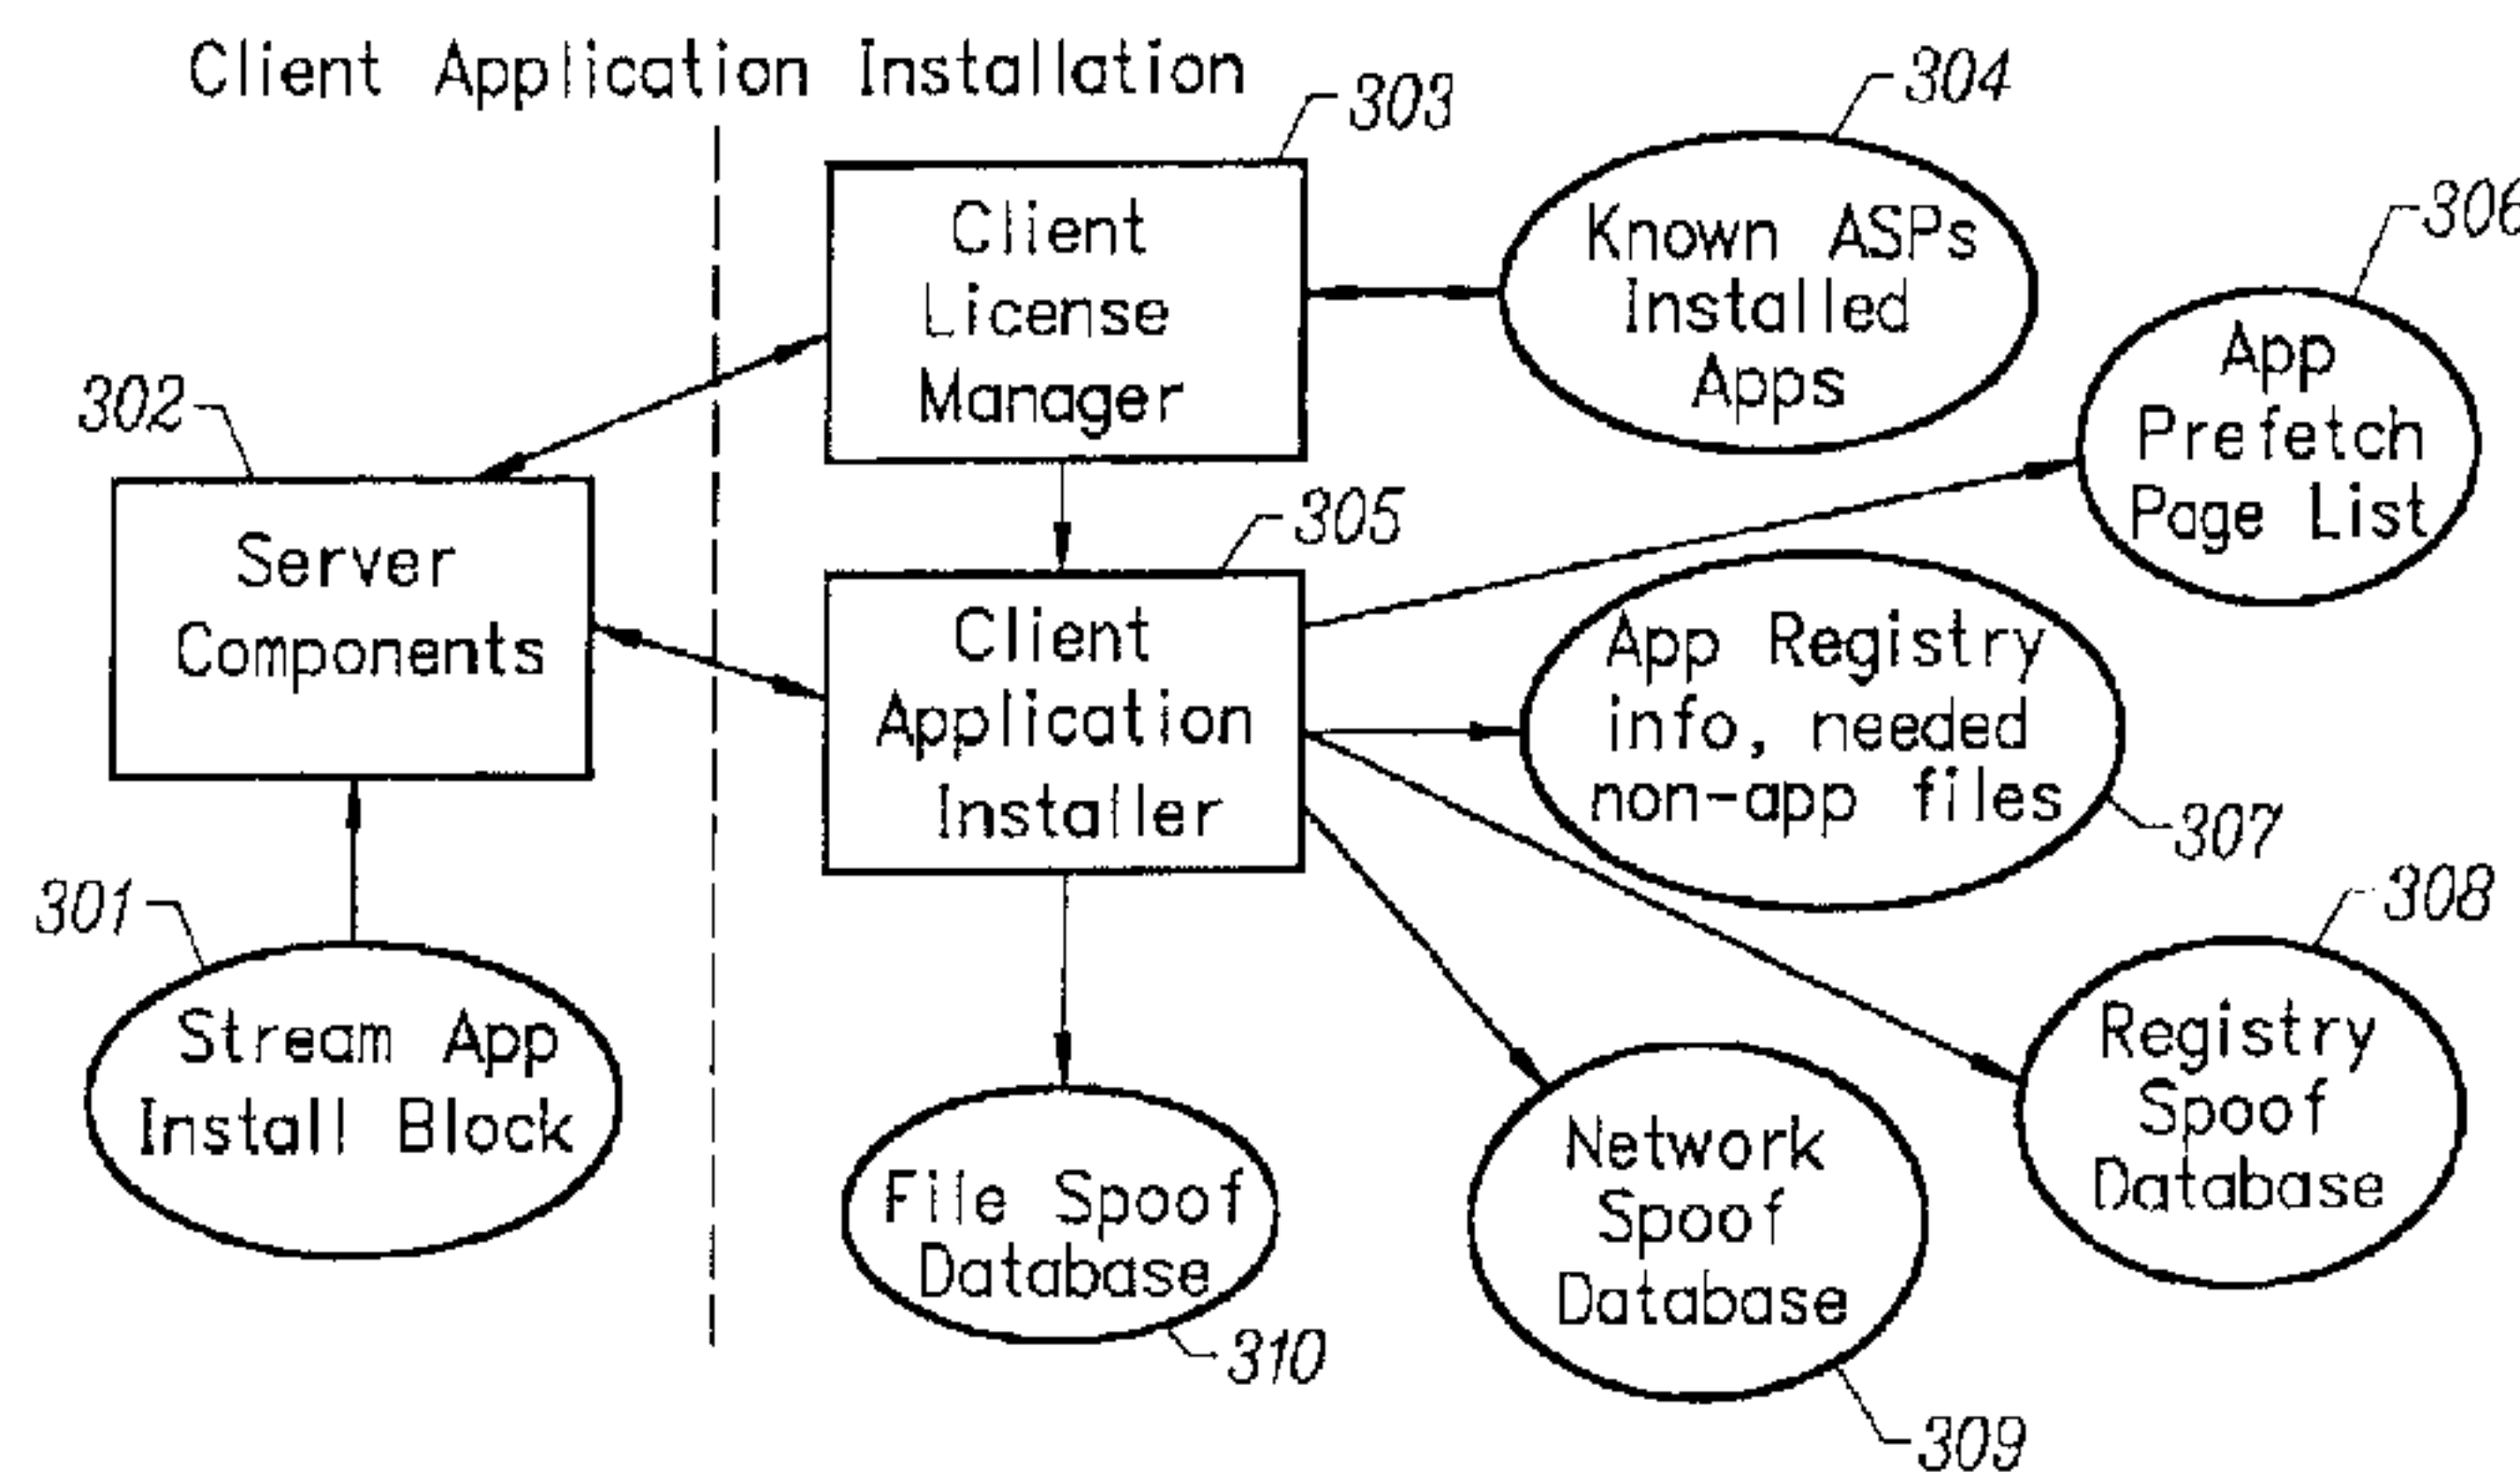 Client Application Installation
303
Client
License
Manager
304
Known ASPs
Installed
Apps
306
App
Prefetch
Page List
302
Server
Components
305
Client
Application
Installer
App Registry
info, needed
non-app files
307
301
Stream App
Install Block
File Spoof
Database
310
Network
Spoof
Database
309
308
Registry
Spoof
Database